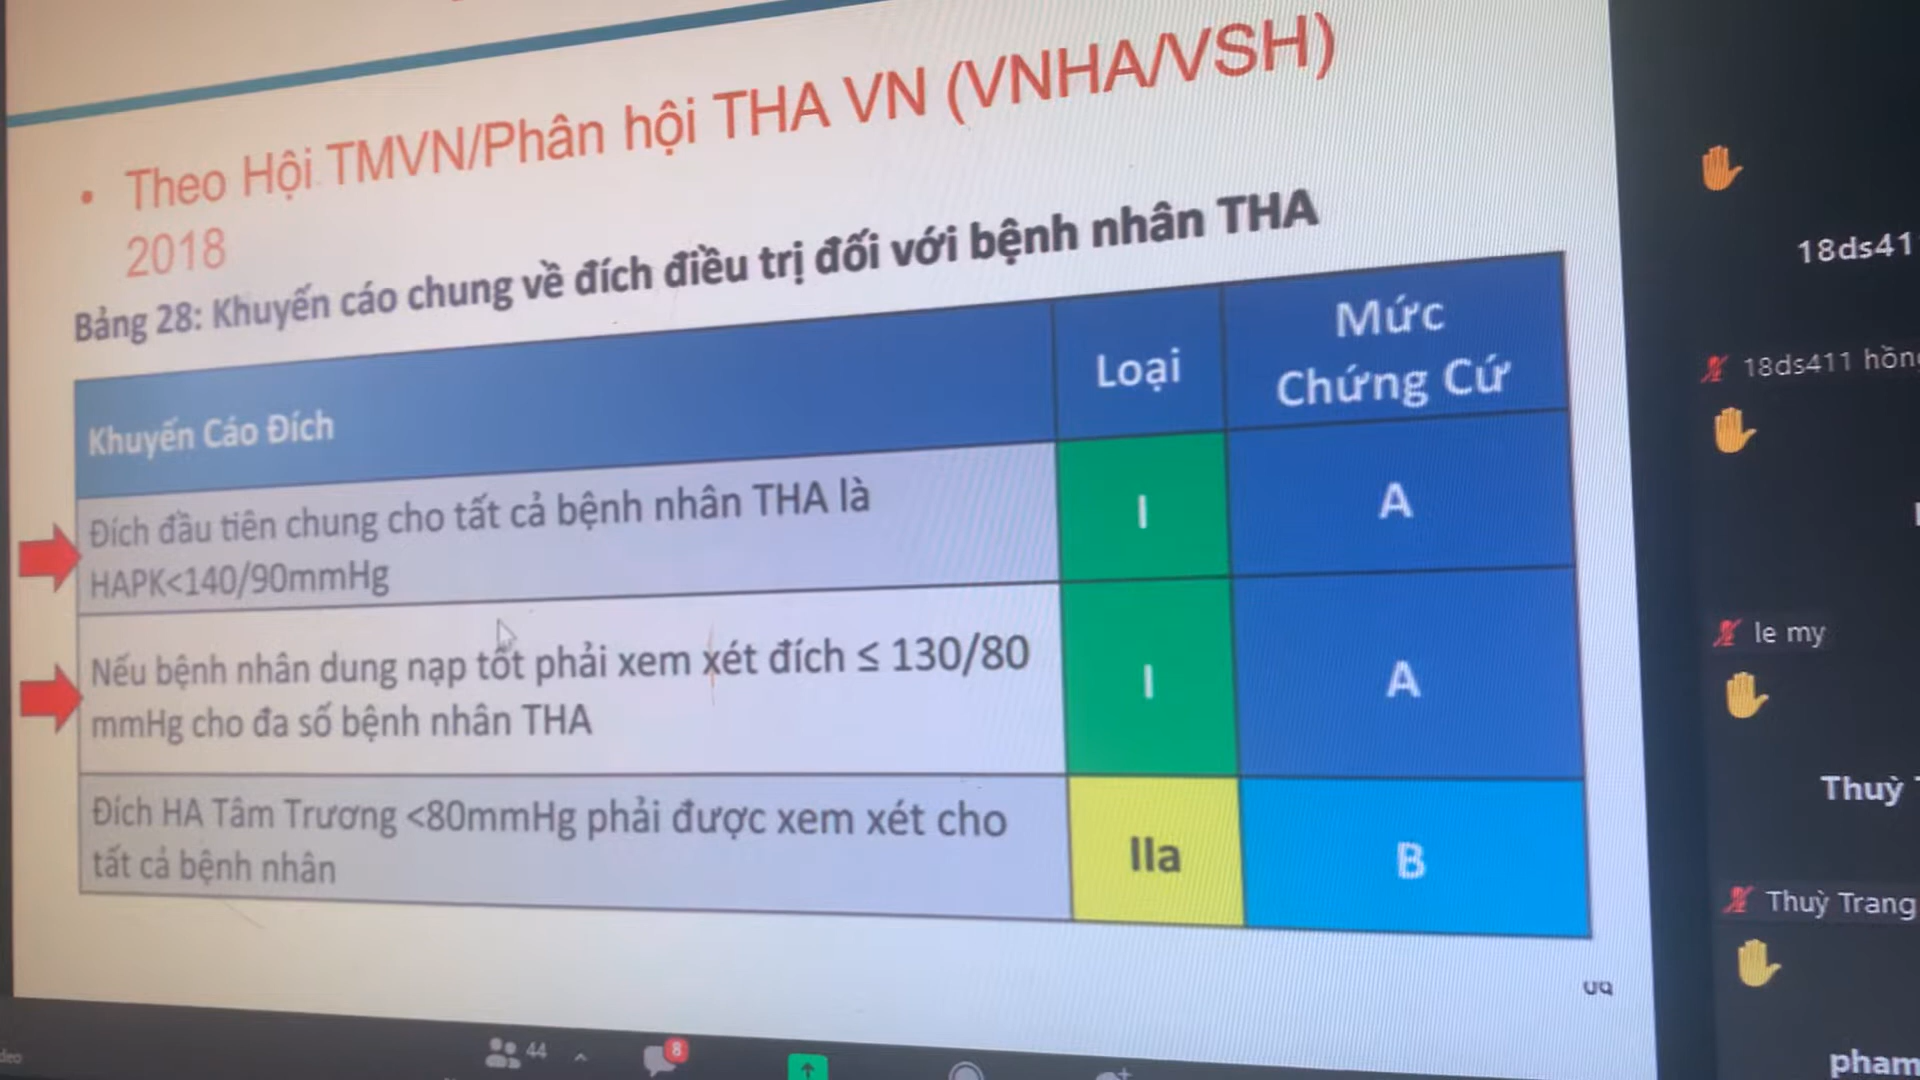 • Theo Hội TMVN/Phân hội THA VN (VNHA/VSH)
2018
Bảng 28: Khuyến cáo chung về đích điều trị đối với bệnh nhân THA
Khuyến Cáo Đích
Loại
Mức
Chứng Cứ
Đích đầu tiên chung cho tất cả bệnh nhân THA là
HAPK<140/90mmHg
I
A
Nếu bệnh nhân dung nạp tốt phải xem xét đích ≤ 130/80
mmHg cho đa số bệnh nhân THA
I
A
Đích HA Tâm Trương <80mmHg phải được xem xét cho
tất cả bệnh nhân
IIa
B
18ds41
18ds411 hồng
le my
Thuỳ T
Thuỳ Trang
pham
44
8